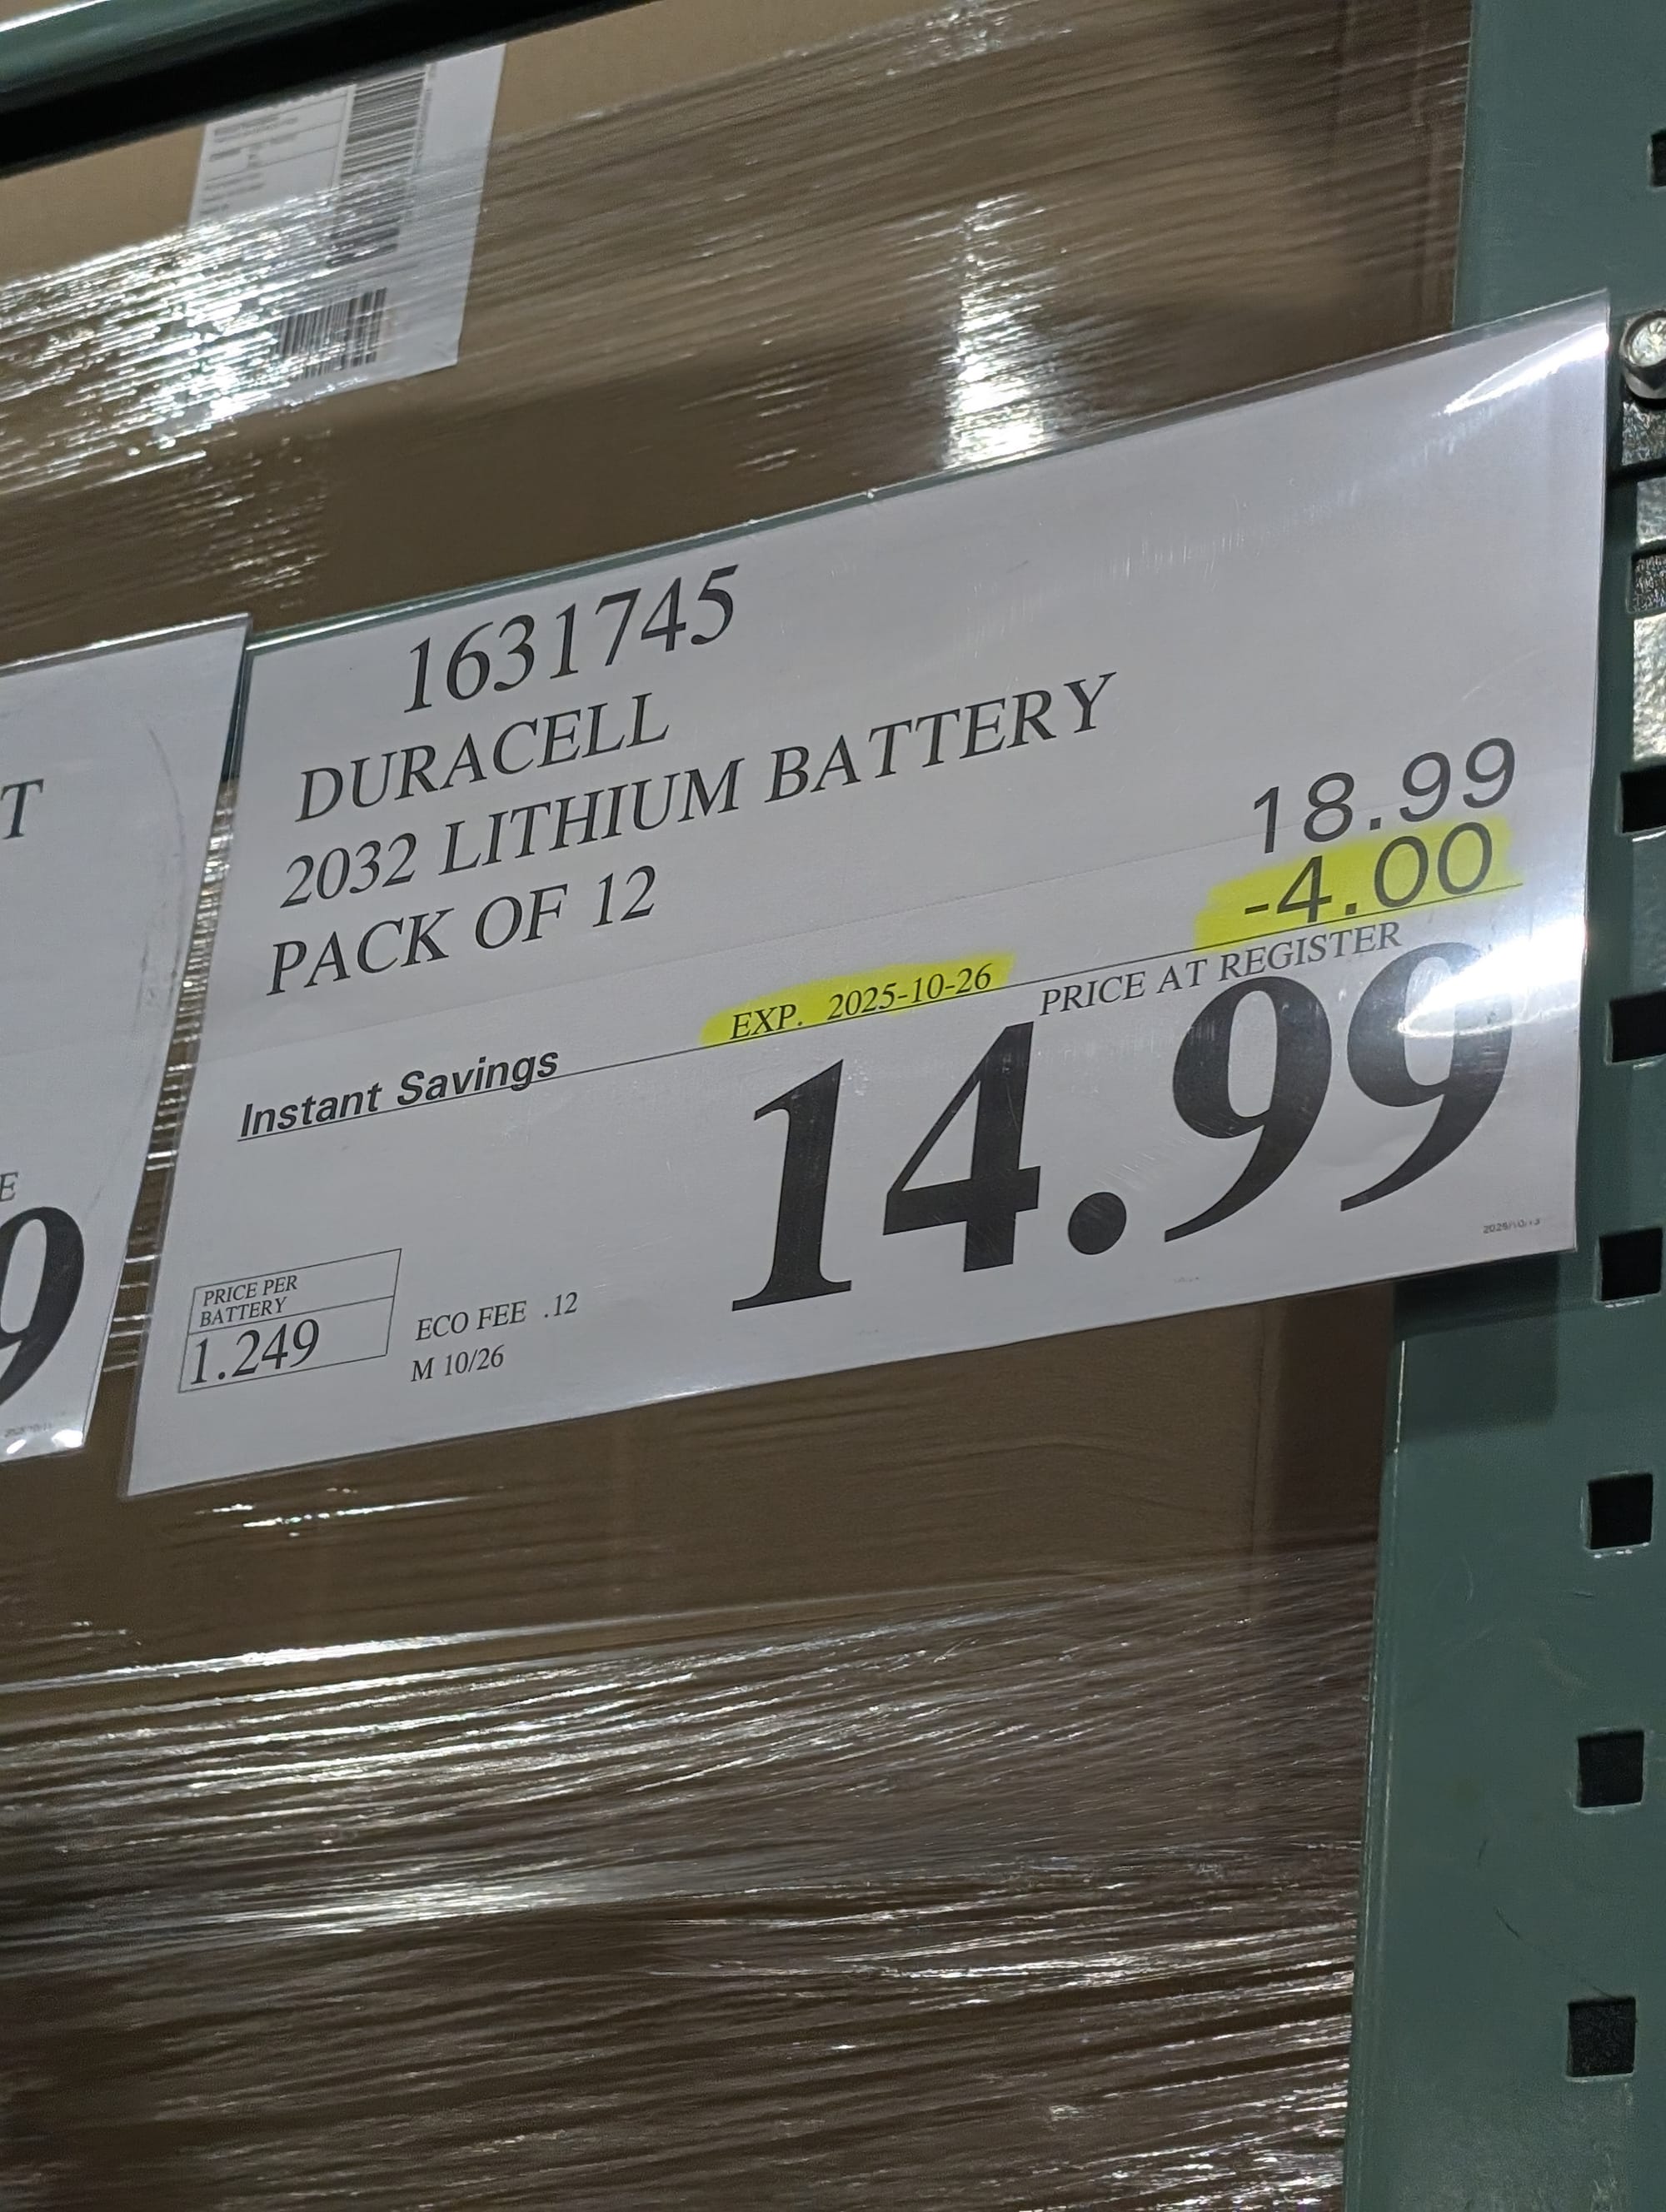 1631745
DURACELL
2032 LITHIUM BATTERY
PACK OF 12
18.99
-4.00
EXP. 2025-10-26
PRICE AT REGISTER
Instant Savings
14.99
PRICE PER
BATTERY
1.249
ECO FEE .12
M 10/26
T
E
9